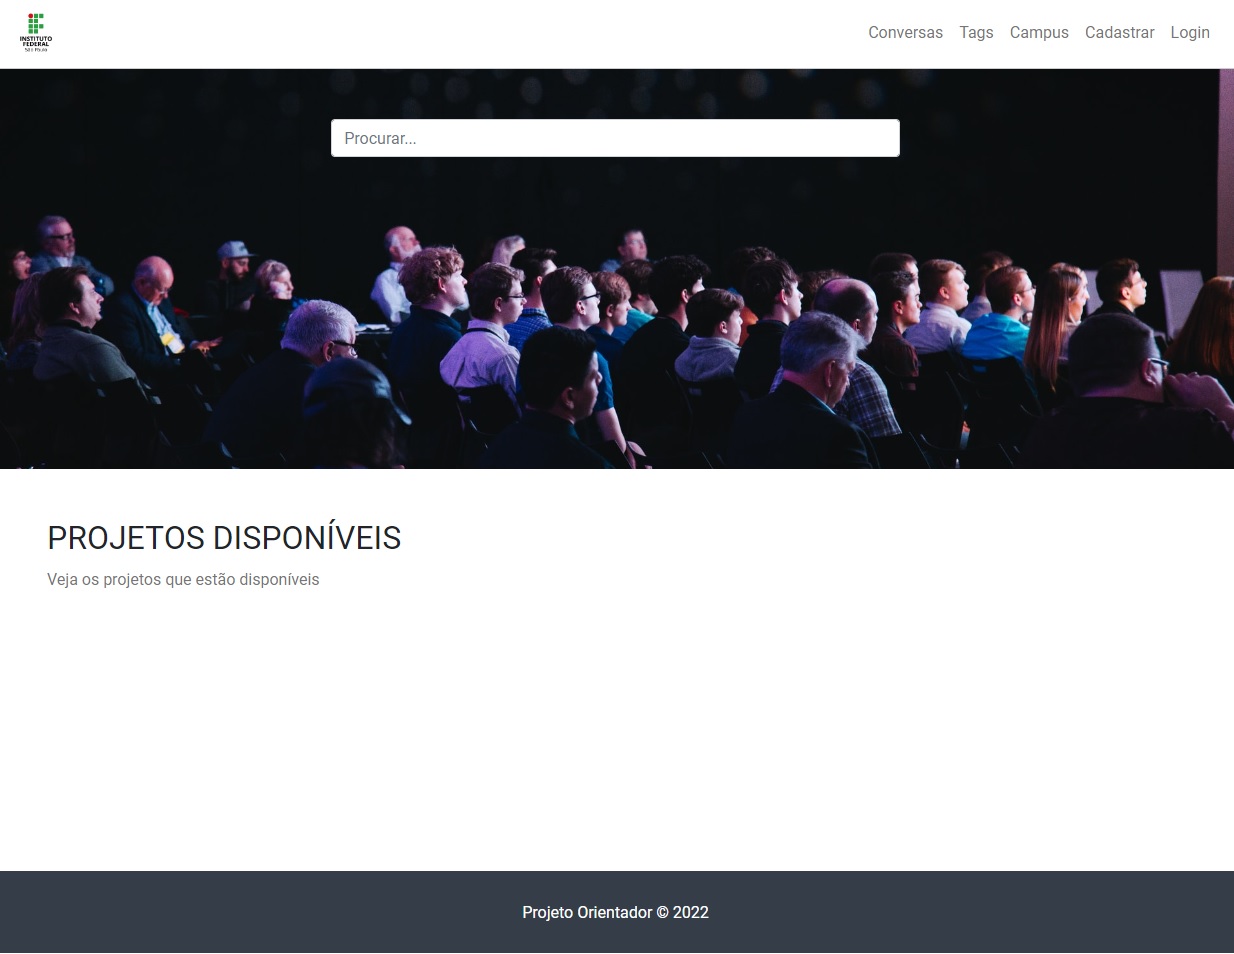 INSTITUTO
FEDERAL
São Paulo
Conversas Tags Campus Cadastrar Login
Procurar...
PROJETOS DISPONÍVEIS
Veja os projetos que estão disponíveis
Projeto Orientador © 2022